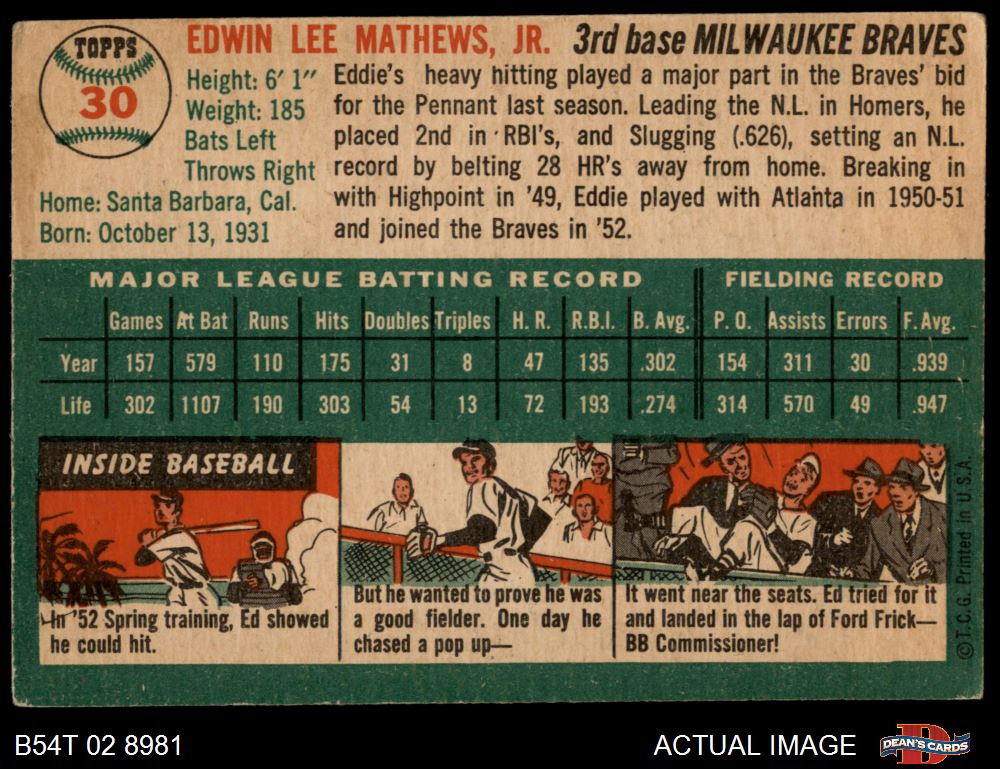 TOPPS
30
EDWIN LEE MATHEWS, JR. 3rd base MILWAUKEE BRAVES
Height: 6' 1"
Weight: 185
Bats Left
Throws Right
Home: Santa Barbara, Cal.
Born: October 13, 1931
Eddie's heavy hitting played a major part in the Braves' bid
for the Pennant last season. Leading the N.L. in Homers, he
placed 2nd in RBI's, and Slugging (.626), setting an N.L.
record by belting 28 HR's away from home. Breaking in
with Highpoint in '49, Eddie played with Atlanta in 1950-51
and joined the Braves in '52.
MAJOR LEAGUE BATTING RECORD FIELDING RECORD
Games At Bat Runs Hits Doubles Triples H. R. R.B.I. B. Avg. P. O. Assists Errors F. Avg.
Year 157 579 110 175 31 8 47 135 .302 154 311 30 .939
Life 302 1107 190 303 54 13 72 193 .274 314 570 49 .947
INSIDE BASEBALL
In '52 Spring training, Ed showed
he could hit.
But he wanted to prove he was
a good fielder. One day he
chased a pop up—
It went near the seats. Ed tried for it
and landed in the lap of Ford Frick—
BB Commissioner!
© T.C.G. Printed in U.S.A.
B54T 02 8981
ACTUAL IMAGE
DEAN'S CARDS